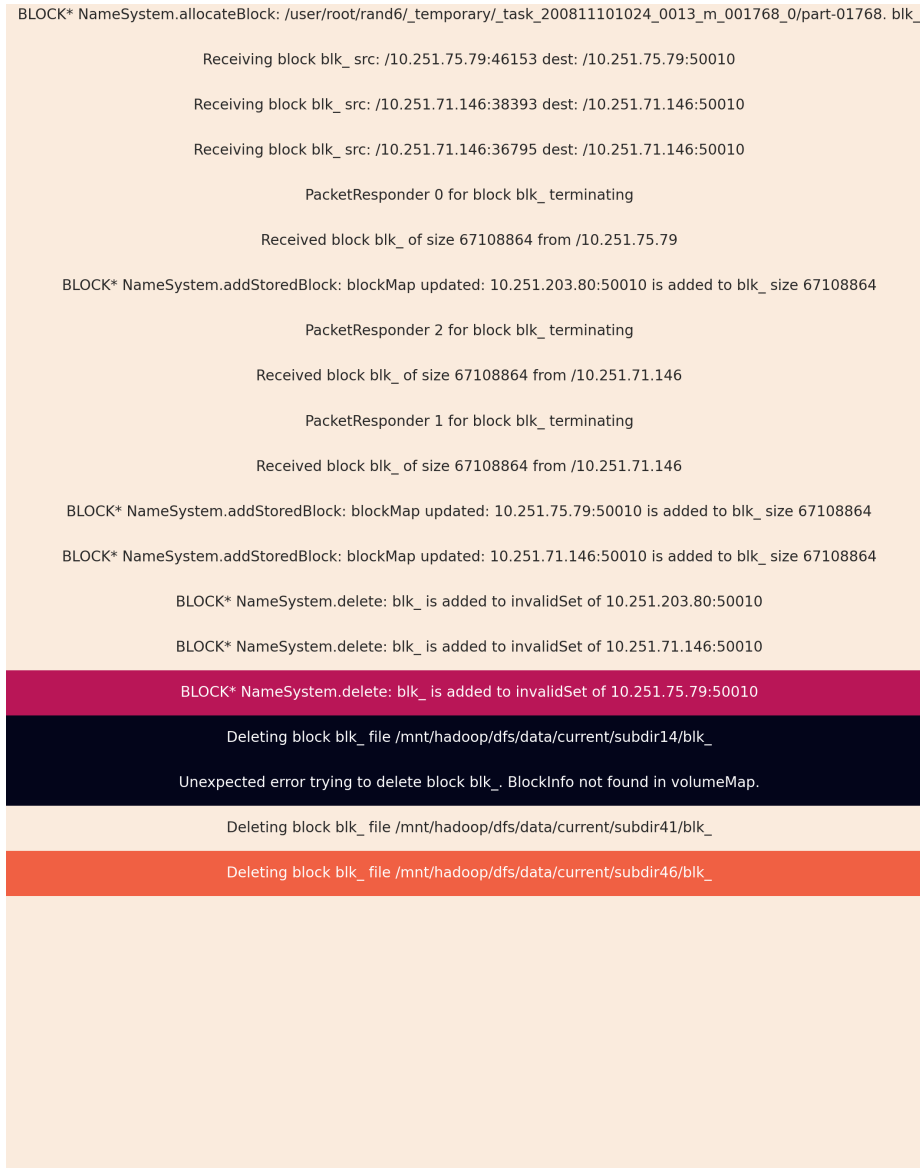 BLOCK* NameSystem.allocateBlock: /user/root/rand6/_temporary/_task_200811101024_0013_m_001768_0/part-01768. blk_
Receiving block blk_ src: /10.251.75.79:46153 dest: /10.251.75.79:50010
Receiving block blk_ src: /10.251.71.146:38393 dest: /10.251.71.146:50010
Receiving block blk_ src: /10.251.71.146:36795 dest: /10.251.71.146:50010
PacketResponder 0 for block blk_ terminating
Received block blk_ of size 67108864 from /10.251.75.79
BLOCK* NameSystem.addStoredBlock: blockMap updated: 10.251.203.80:50010 is added to blk_ size 67108864
PacketResponder 2 for block blk_ terminating
Received block blk_ of size 67108864 from /10.251.71.146
PacketResponder 1 for block blk_ terminating
Received block blk_ of size 67108864 from /10.251.71.146
BLOCK* NameSystem.addStoredBlock: blockMap updated: 10.251.75.79:50010 is added to blk_ size 67108864
BLOCK* NameSystem.addStoredBlock: blockMap updated: 10.251.71.146:50010 is added to blk_ size 67108864
BLOCK* NameSystem.delete: blk_ is added to invalidSet of 10.251.203.80:50010
BLOCK* NameSystem.delete: blk_ is added to invalidSet of 10.251.71.146:50010
BLOCK* NameSystem.delete: blk_ is added to invalidSet of 10.251.75.79:50010
Deleting block blk_ file /mnt/hadoop/dfs/data/current/subdir14/blk_
Unexpected error trying to delete block blk_. BlockInfo not found in volumeMap.
Deleting block blk_ file /mnt/hadoop/dfs/data/current/subdir41/blk_
Deleting block blk_ file /mnt/hadoop/dfs/data/current/subdir46/blk_